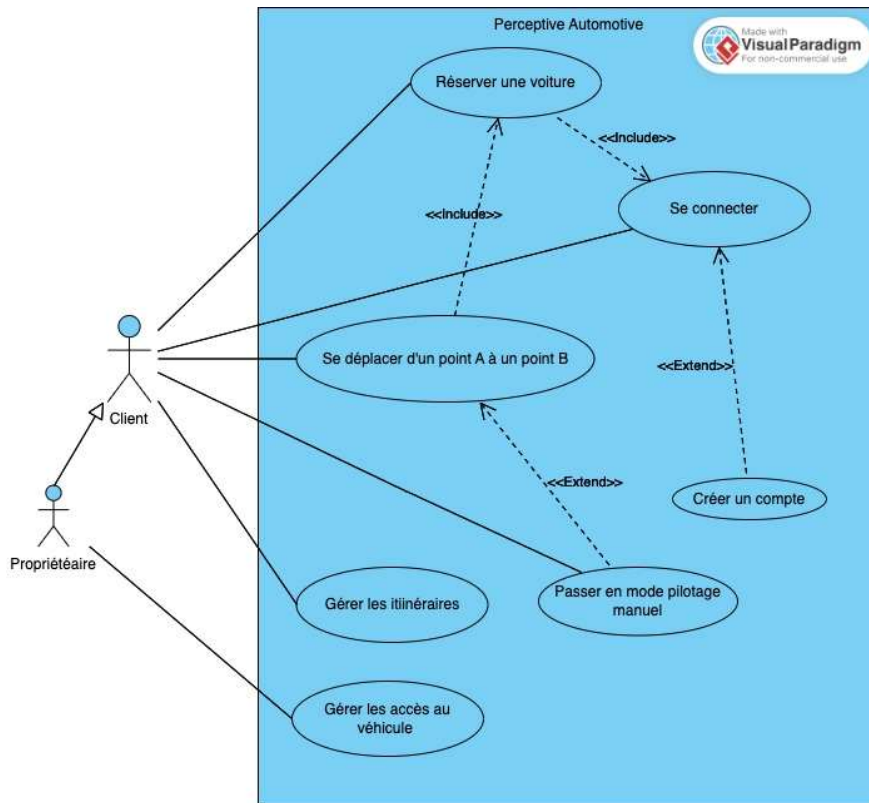 Perceptive Automotive
Made with
Visual Paradigm
For non-commercial use
Réserver une voiture
<<Include>>
Se connecter
<<Include>>
Se déplacer d'un point A à un point B
<<Extend>>
Client
<<Extend>>
Créer un compte
Propriétéaire
Gérer les itiinéraires
Passer en mode pilotage
manuel
Gérer les accès au
véhicule